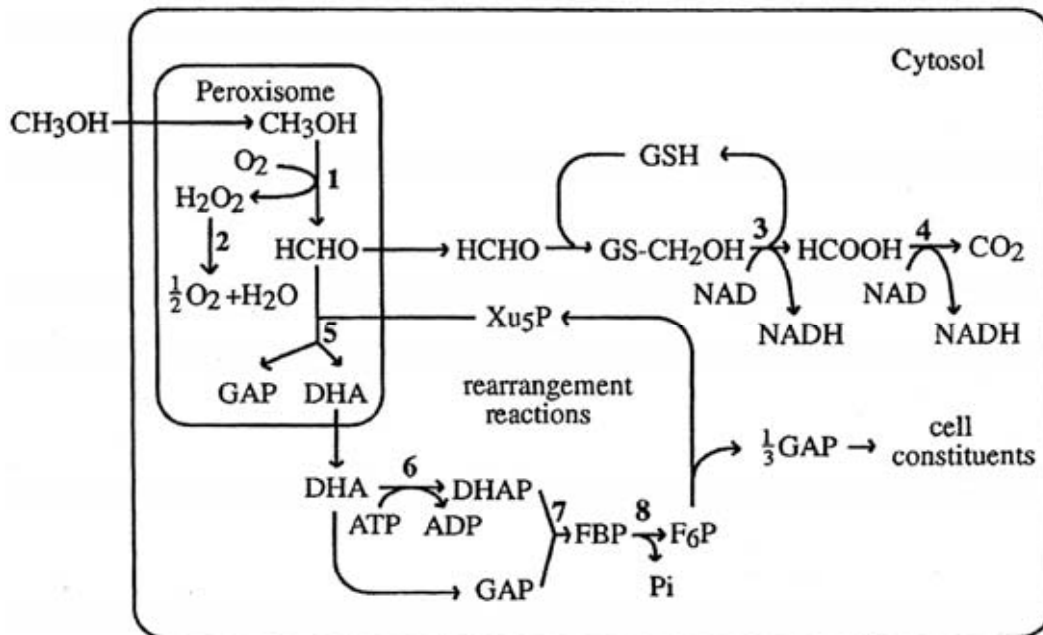 Cytosol
Peroxisome
CH3OH
CH3OH
GSH
O2
1
H2O2
2
HCHO
HCHO
GS-CH2OH
3
HCOOH
4
CO2
½O2+H2O
NAD
NAD
Xu5P
NADH
NADH
5
GAP
DHA
rearrangement
reactions
⅓GAP
cell
constituents
6
DHA
DHAP
7
8
ATP
ADP
FBP
F6P
GAP
Pi